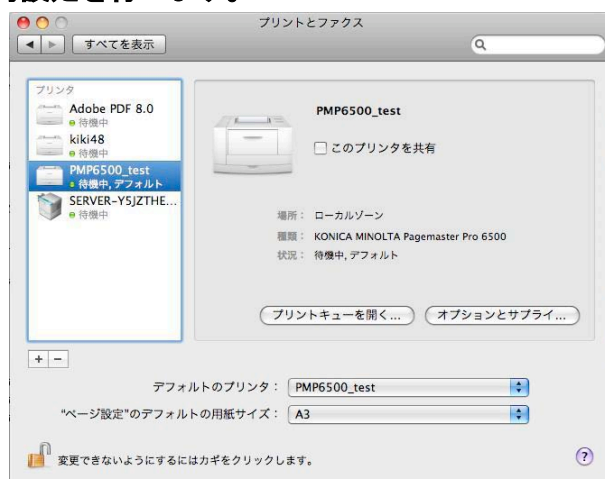 設定を行います。
プリントとファクス
すべてを表示
プリンタ
Adobe PDF 8.0
待機中
kiki48
待機中
PMP6500_test
待機中, デフォルト
SERVER-Y5JZTHE...
待機中
PMP6500_test
このプリンタを共有
場所： ローカルゾーン
種類： KONICA MINOLTA Pagemaster Pro 6500
状況： 待機中, デフォルト
プリントキューを開く... オプションとサプライ...
+ −
デフォルトのプリンタ： PMP6500_test
"ページ設定"のデフォルトの用紙サイズ： A3
変更できないようにするにはカギをクリックします。
?